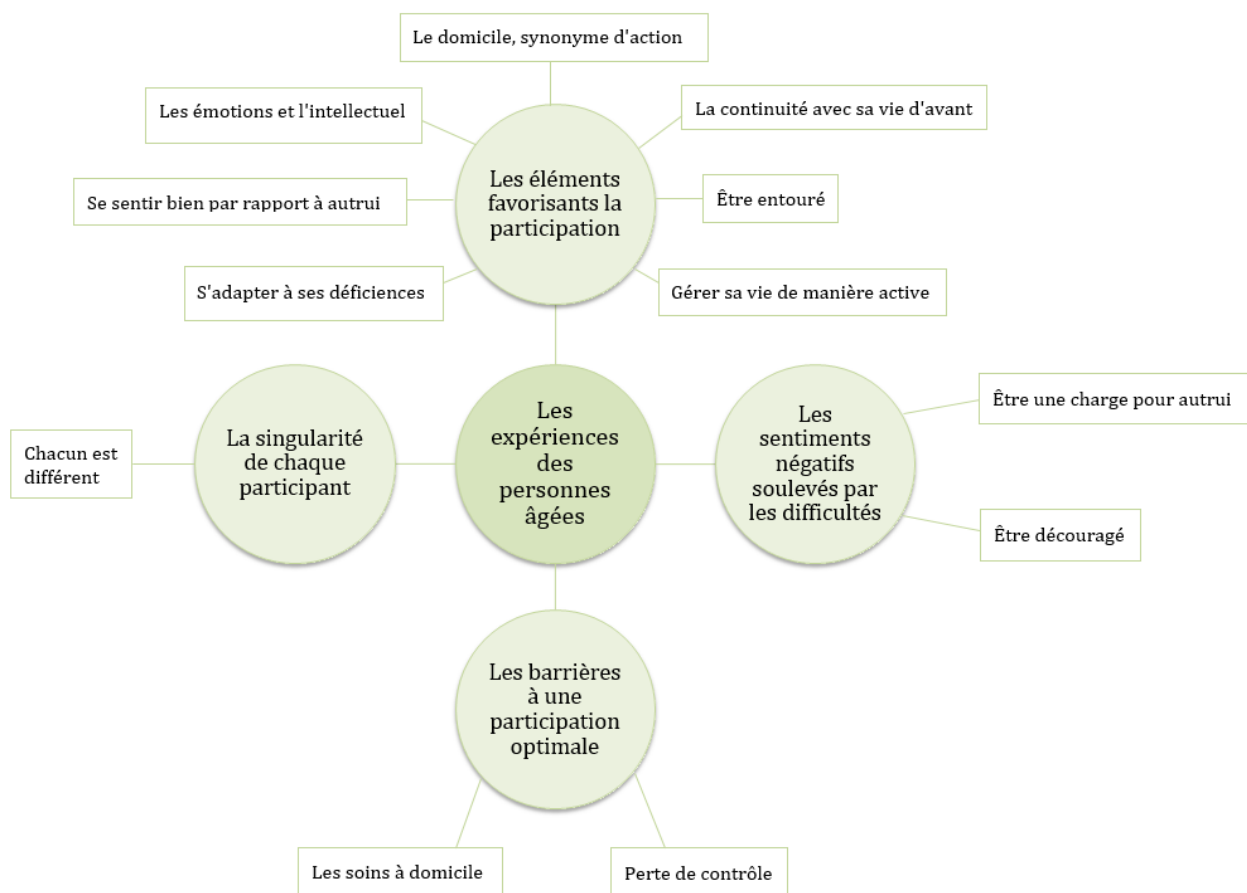 Le domicile, synonyme d'action
Les émotions et l'intellectuel
La continuité avec sa vie d'avant
Les éléments
favorisants la
participation
Se sentir bien par rapport à autrui
Être entouré
S'adapter à ses déficiences
Gérer sa vie de manière active
Chacun est
différent
La singularité
de chaque
participant
Les
expériences
des
personnes
âgées
Les
sentiments
négatifs
soulevés par
les difficultés
Être une charge pour autrui
Être découragé
Les barrières
à une
participation
optimale
Les soins à domicile
Perte de contrôle